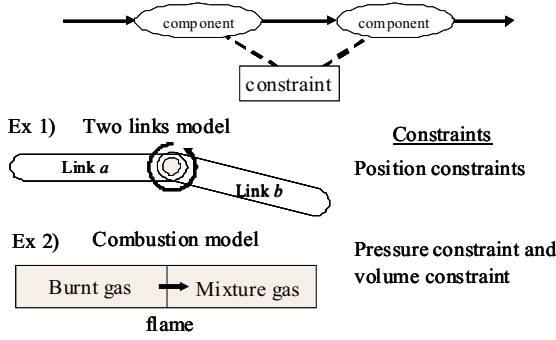 component
component
constraint
Ex 1) Two links model
Constraints
Link a
Position constraints
Link b
Ex 2) Combustion model
Pressure constraint and
volume constraint
Burnt gas
Mixture gas
flame